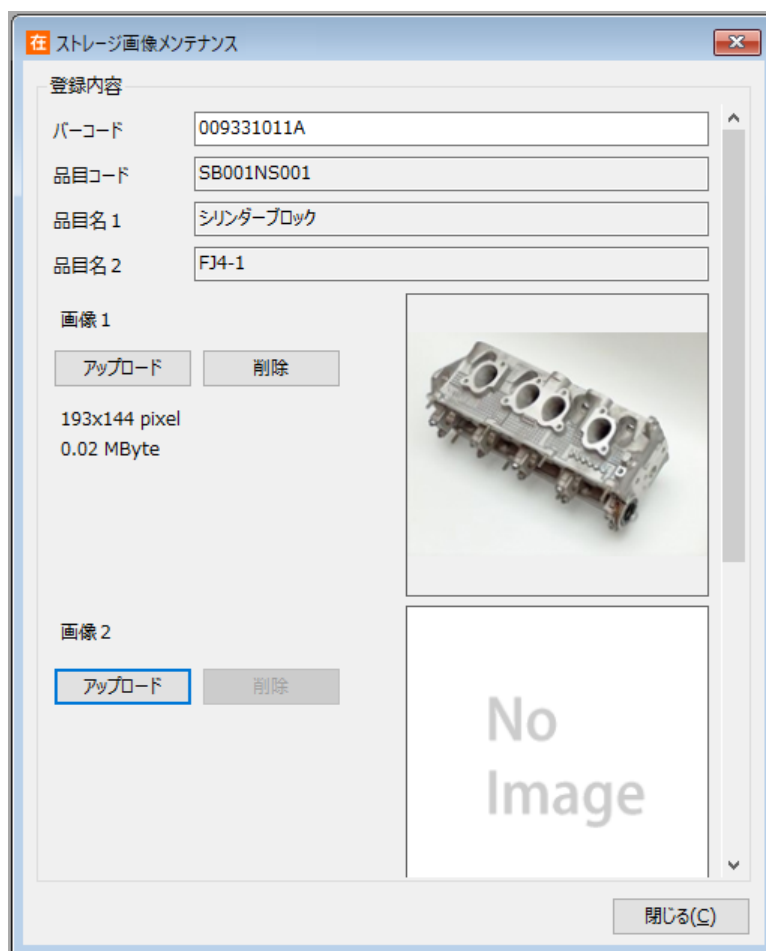 在 ストレージ画像メンテナンス
登録内容
バーコード 009331011A
品目コード SB001NS001
品目名1 シリンダーブロック
品目名2 FJ4-1
画像1
アップロード 削除
193x144 pixel
0.02 MByte
画像2
アップロード 削除
No
Image
閉じる(C)